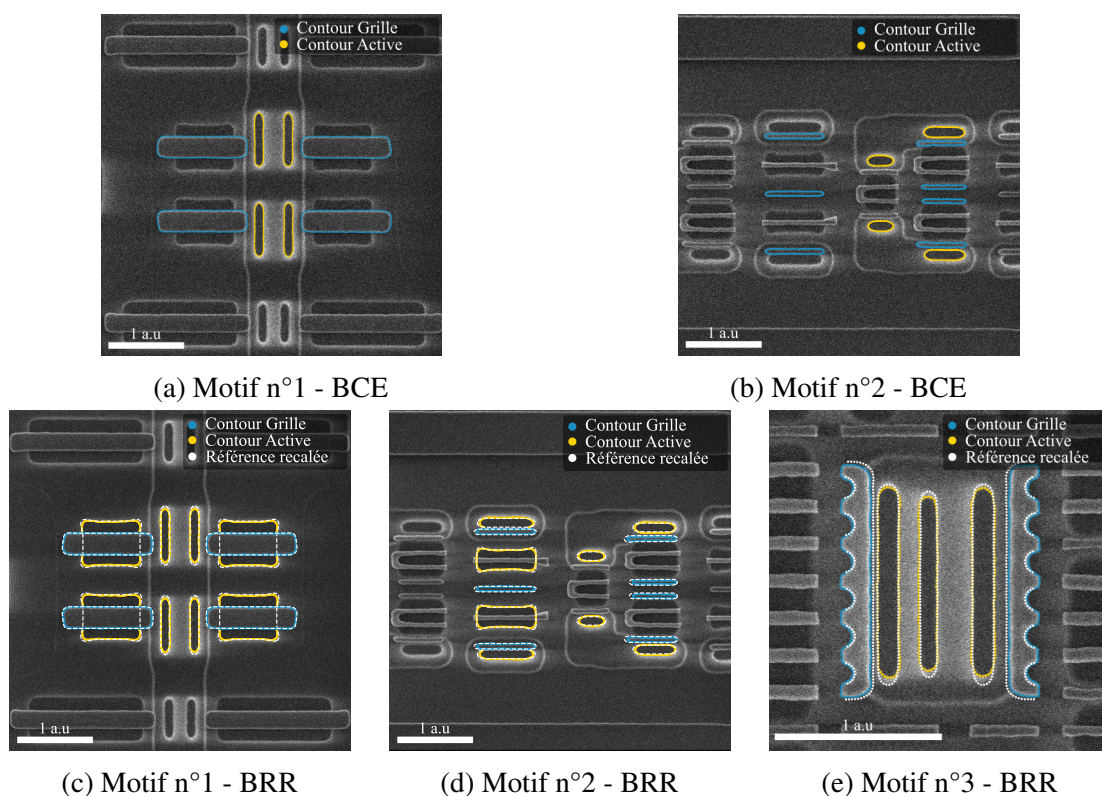 Contour Grille
Contour Active
1 a.u
(a) Motif n°1 - BCE
Contour Grille
Contour Active
1 a.u
(b) Motif n°2 - BCE
Contour Grille
Contour Active
Référence recalée
1 a.u
(c) Motif n°1 - BRR
Contour Grille
Contour Active
Référence recalée
1 a.u
(d) Motif n°2 - BRR
Contour Grille
Contour Active
Référence recalée
1 a.u
(e) Motif n°3 - BRR